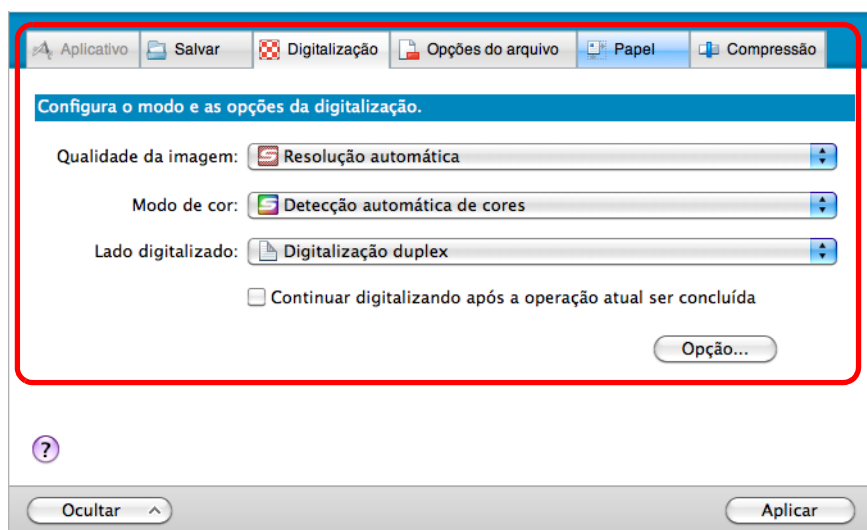 Aplicativo Salvar Digitalização Opções do arquivo Papel Compressão
Configura o modo e as opções da digitalização.
Qualidade da imagem: Resolução automática
Modo de cor: Detecção automática de cores
Lado digitalizado: Digitalização duplex
Continuar digitalizando após a operação atual ser concluída
Opção...
?
Ocultar Aplicar